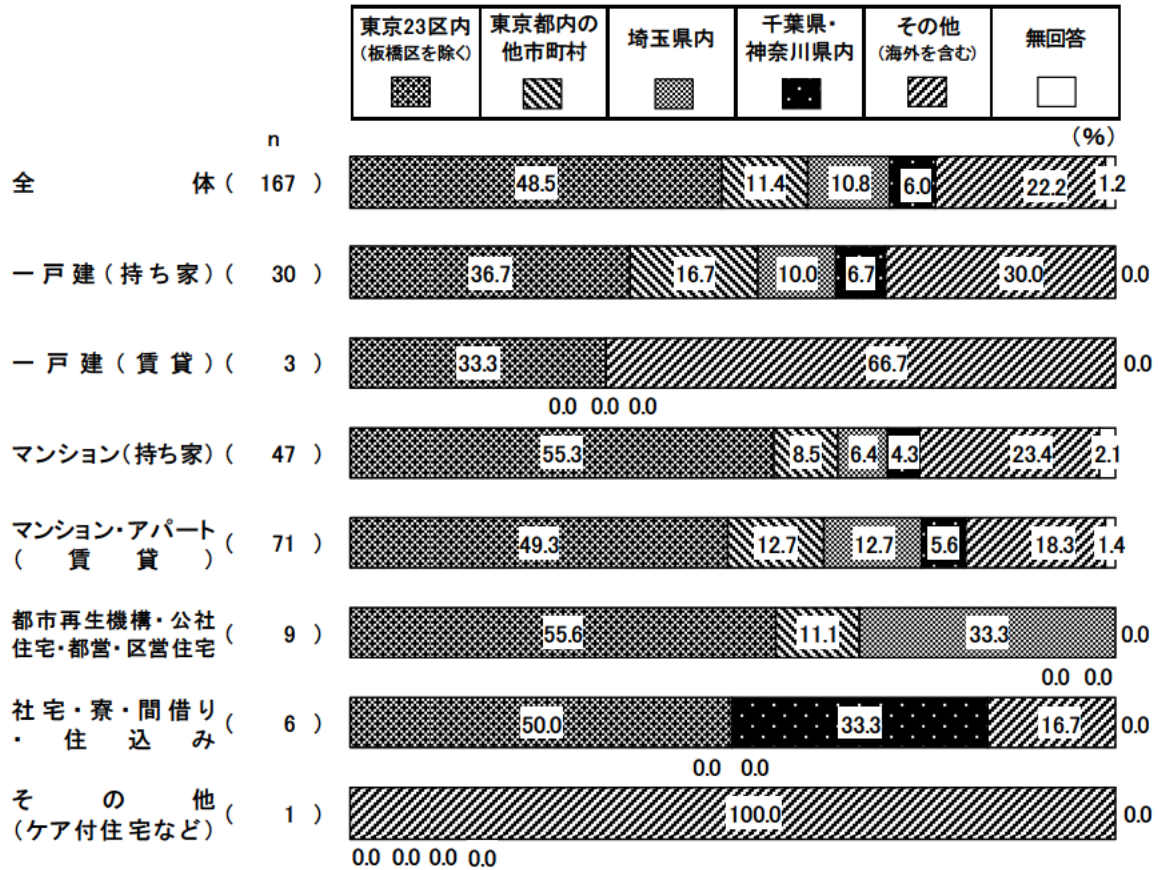 東京23区内
(板橋区を除く)
東京都内の
他市町村
埼玉県内
千葉県・
神奈川県内
その他
(海外を含む)
無回答
n
(%)
全体( 167 )
48.5 11.4 10.8 6.0 22.2 1.2
一戸建(持ち家)( 30 )
36.7 16.7 10.0 6.7 30.0 0.0
一戸建(賃貸)( 3 )
33.3 66.7 0.0
0.0 0.0 0.0
マンション(持ち家)( 47 )
55.3 8.5 6.4 4.3 23.4 2.1
マンション・アパート
(賃貸)
( 71 )
49.3 12.7 12.7 5.6 18.3 1.4
都市再生機構・公社
住宅・都営・区営住宅
( 9 )
55.6 11.1 33.3 0.0
0.0 0.0
社宅・寮・間借り
・住込み
( 6 )
50.0 33.3 16.7 0.0
0.0 0.0
その他
(ケア付住宅など)
( 1 )
100.0 0.0
0.0 0.0 0.0 0.0